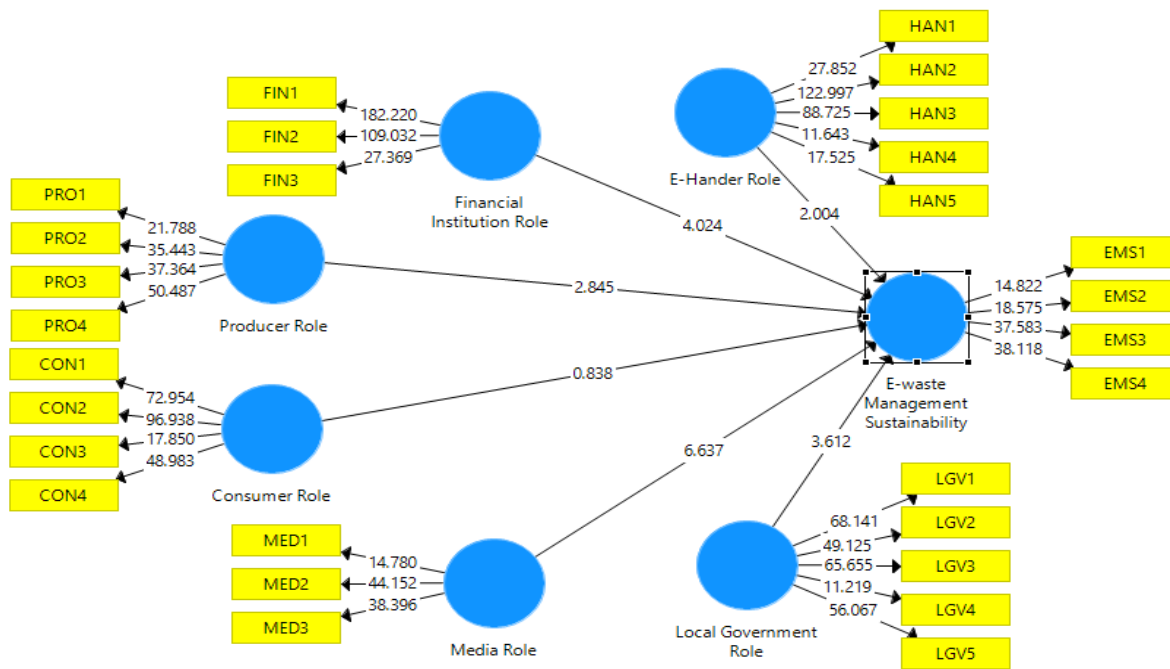 HAN1
27.852
HAN2
122.997
88.725
HAN3
11.643
HAN4
17.525
HAN5
E-Hander Role
2.004
FIN1
182.220
FIN2
109.032
27.369
FIN3
Financial
Institution Role
4.024
PRO1
21.788
PRO2
35.443
37.364
PRO3
50.487
PRO4
Producer Role
2.845
CON1
72.954
CON2
96.938
17.850
CON3
48.983
CON4
Consumer Role
0.838
MED1
14.780
MED2
44.152
38.396
MED3
Media Role
6.637
EMS1
14.822
18.575
EMS2
37.583
EMS3
38.118
EMS4
E-waste
Management
Sustainability
3.612
LGV1
68.141
LGV2
49.125
65.655
LGV3
11.219
LGV4
56.067
LGV5
Local Government
Role